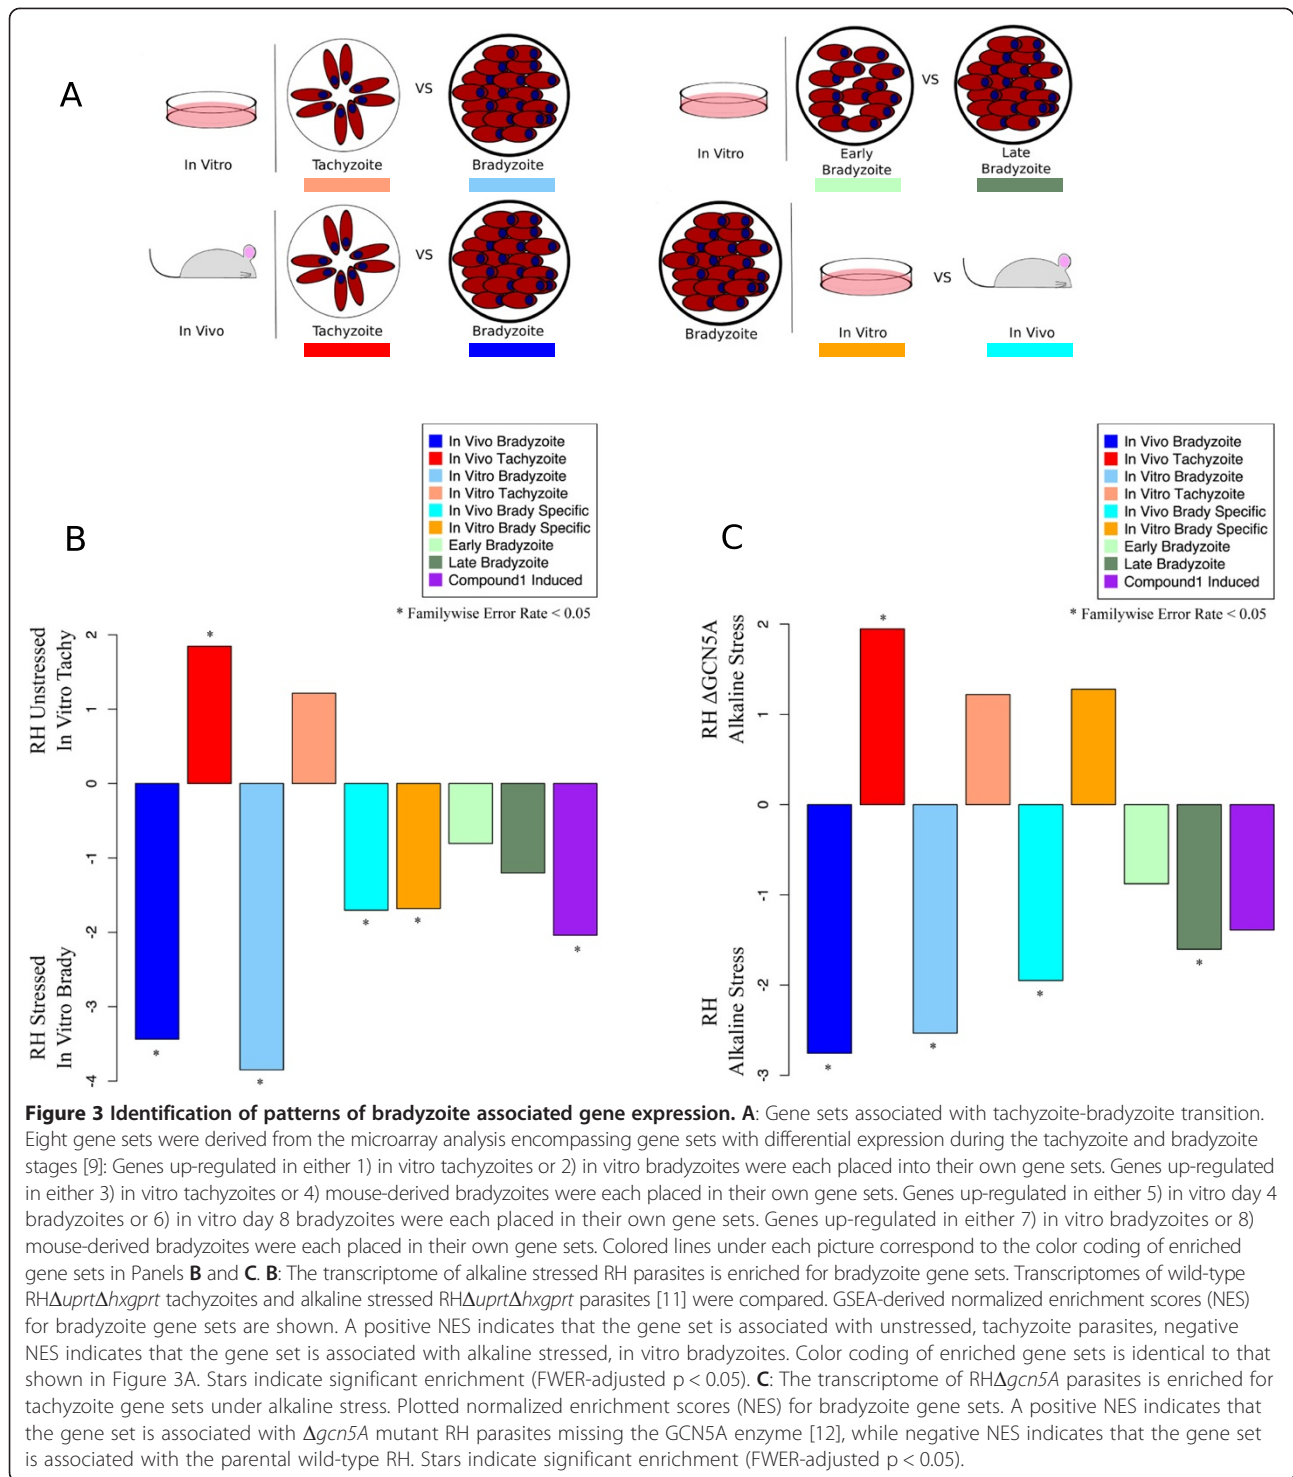 A
VS
VS
In Vitro
Tachyzoite
Bradyzoite
In Vitro
Early
Bradyzoite
Late
Bradyzoite
VS
VS
In Vivo
Tachyzoite
Bradyzoite
Bradyzoite
In Vitro
In Vivo
B
In Vivo Bradyzoite
In Vivo Tachyzoite
In Vitro Bradyzoite
In Vitro Tachyzoite
In Vivo Brady Specific
In Vitro Brady Specific
Early Bradyzoite
Late Bradyzoite
Compound1 Induced
* Familywise Error Rate < 0.05
RH Unstressed
In Vitro Tachy
RH Stressed
In Vitro Brady
2
1
0
-1
-2
-3
-4
*
*
*
*
*
*
C
In Vivo Bradyzoite
In Vivo Tachyzoite
In Vitro Bradyzoite
In Vitro Tachyzoite
In Vivo Brady Specific
In Vitro Brady Specific
Early Bradyzoite
Late Bradyzoite
Compound1 Induced
* Familywise Error Rate < 0.05
RH ΔGCN5A
Alkaline Stress
RH
Alkaline Stress
2
1
0
-1
-2
-3
*
*
*
*
*
Figure 3 Identification of patterns of bradyzoite associated gene expression. A: Gene sets associated with tachyzoite-bradyzoite transition.
Eight gene sets were derived from the microarray analysis encompassing gene sets with differential expression during the tachyzoite and bradyzoite
stages [9]: Genes up-regulated in either 1) in vitro tachyzoites or 2) in vitro bradyzoites were each placed into their own gene sets. Genes up-regulated
in either 3) in vitro tachyzoites or 4) mouse-derived bradyzoites were each placed in their own gene sets. Genes up-regulated in either 5) in vitro day 4
bradyzoites or 6) in vitro day 8 bradyzoites were each placed in their own gene sets. Genes up-regulated in either 7) in vitro bradyzoites or 8)
mouse-derived bradyzoites were each placed in their own gene sets. Colored lines under each picture correspond to the color coding of enriched
gene sets in Panels B and C. B: The transcriptome of alkaline stressed RH parasites is enriched for bradyzoite gene sets. Transcriptomes of wild-type
RHΔuprtΔhxgprt tachyzoites and alkaline stressed RHΔuprtΔhxgprt parasites [11] were compared. GSEA-derived normalized enrichment scores (NES)
for bradyzoite gene sets are shown. A positive NES indicates that the gene set is associated with unstressed, tachyzoite parasites, negative
NES indicates that the gene set is associated with alkaline stressed, in vitro bradyzoites. Color coding of enriched gene sets is identical to that
shown in Figure 3A. Stars indicate significant enrichment (FWER-adjusted p < 0.05). C: The transcriptome of RHΔgcn5A parasites is enriched for
tachyzoite gene sets under alkaline stress. Plotted normalized enrichment scores (NES) for bradyzoite gene sets. A positive NES indicates that
the gene set is associated with Δgcn5A mutant RH parasites missing the GCN5A enzyme [12], while negative NES indicates that the gene set
is associated with the parental wild-type RH. Stars indicate significant enrichment (FWER-adjusted p < 0.05).